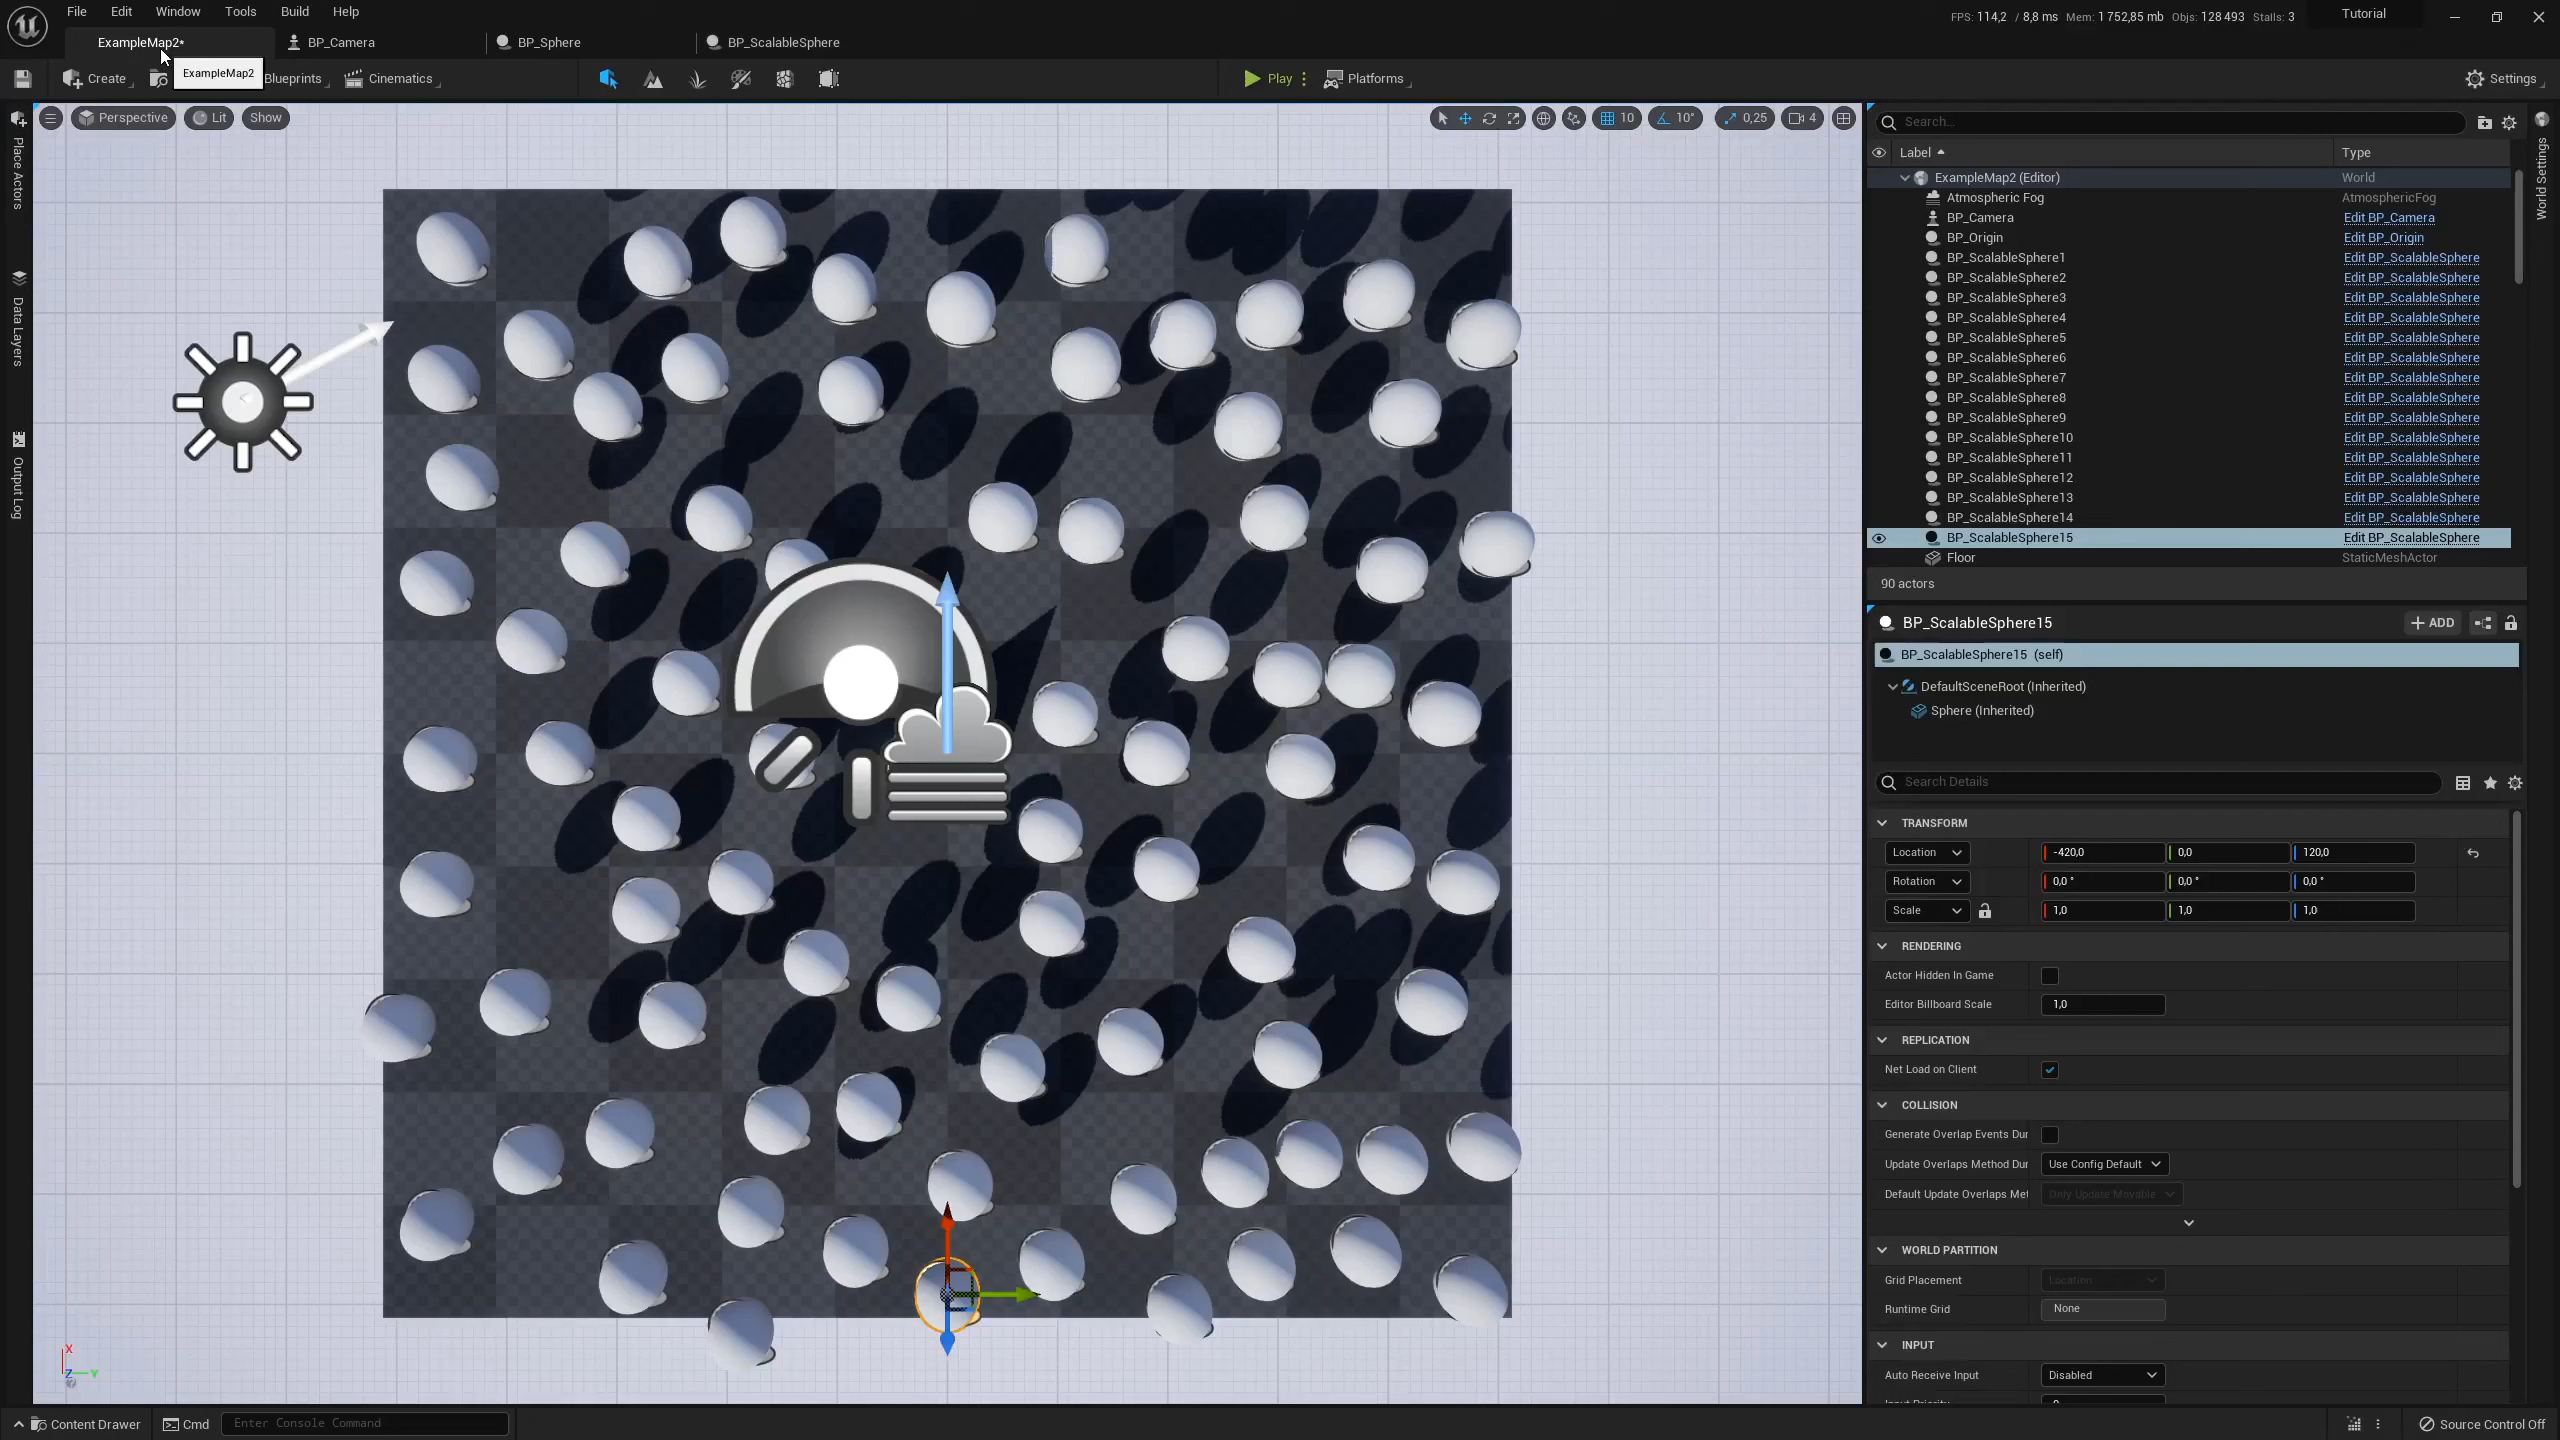 File Edit Window Tools Build Help
FPS: 114,2 / 8,8 ms Mem: 1 752,85 mb Objs: 128 493 Stalls: 3
Tutorial
ExampleMap2*
BP_Camera
BP_Sphere
BP_ScalableSphere
Create
ExampleMap2
Blueprints
Cinematics
Play
Platforms
Settings
Perspective
Lit
Show
10
10°
0,25
4
Place Actors
Data Layers
Output Log
World Settings
Search...
Label
Type
ExampleMap2 (Editor) World
Atmospheric Fog AtmosphericFog
BP_Camera Edit BP_Camera
BP_Origin Edit BP_Origin
BP_ScalableSphere1 Edit BP_ScalableSphere
BP_ScalableSphere2 Edit BP_ScalableSphere
BP_ScalableSphere3 Edit BP_ScalableSphere
BP_ScalableSphere4 Edit BP_ScalableSphere
BP_ScalableSphere5 Edit BP_ScalableSphere
BP_ScalableSphere6 Edit BP_ScalableSphere
BP_ScalableSphere7 Edit BP_ScalableSphere
BP_ScalableSphere8 Edit BP_ScalableSphere
BP_ScalableSphere9 Edit BP_ScalableSphere
BP_ScalableSphere10 Edit BP_ScalableSphere
BP_ScalableSphere11 Edit BP_ScalableSphere
BP_ScalableSphere12 Edit BP_ScalableSphere
BP_ScalableSphere13 Edit BP_ScalableSphere
BP_ScalableSphere14 Edit BP_ScalableSphere
BP_ScalableSphere15 Edit BP_ScalableSphere
Floor StaticMeshActor
90 actors
BP_ScalableSphere15
ADD
BP_ScalableSphere15 (self)
DefaultSceneRoot (Inherited)
Sphere (Inherited)
Search Details
TRANSFORM
Location -420,0 0,0 120,0
Rotation 0,0 ° 0,0 ° 0,0 °
Scale 1,0 1,0 1,0
RENDERING
Actor Hidden In Game
Editor Billboard Scale 1,0
REPLICATION
Net Load on Client
COLLISION
Generate Overlap Events Dur
Update Overlaps Method Dur Use Config Default
Default Update Overlaps Met Only Update Movable
WORLD PARTITION
Grid Placement Location
Runtime Grid None
INPUT
Auto Receive Input Disabled
X
Z Y
Content Drawer
Cmd
Enter Console Command
Source Control Off